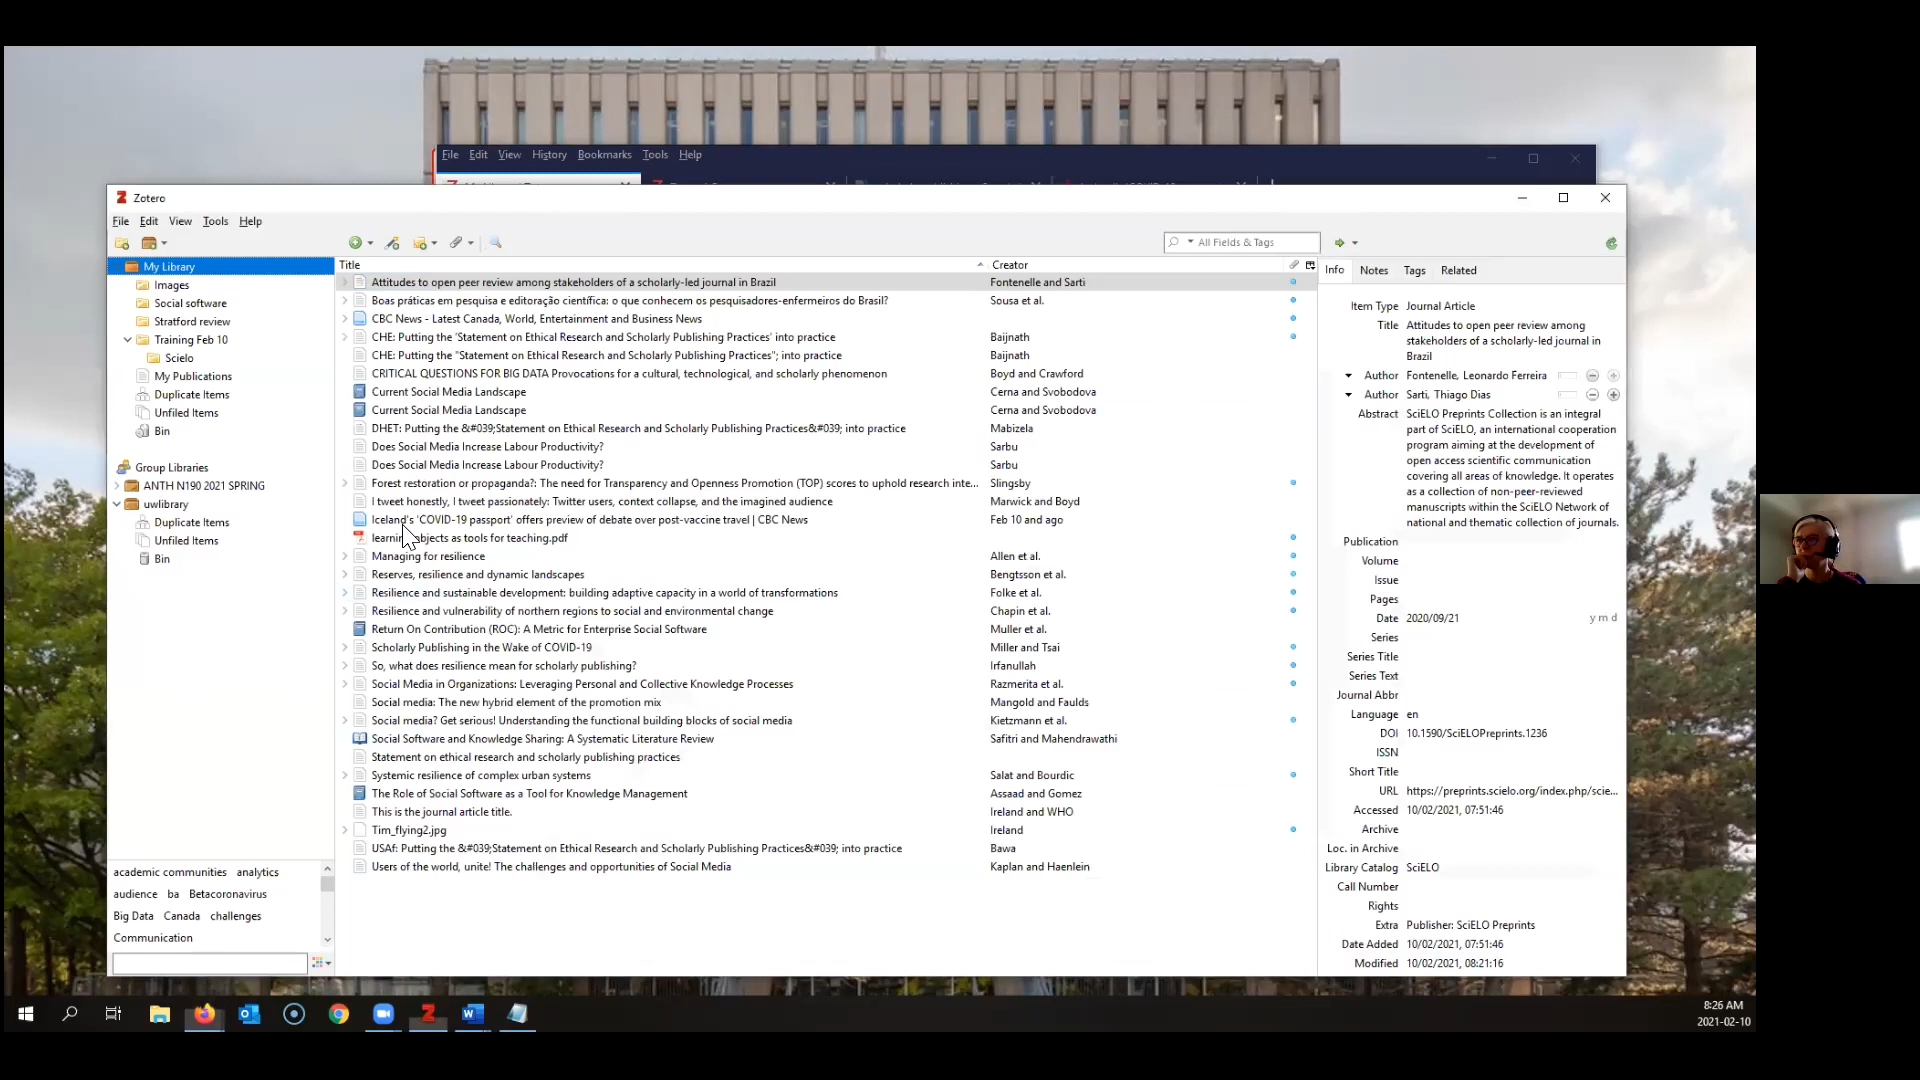 File Edit View History Bookmarks Tools Help
Zotero
File Edit View Tools Help
All Fields & Tags
My Library
Images
Social software
Stratford review
Training Feb 10
Scielo
My Publications
Duplicate Items
Unfiled Items
Bin
Group Libraries
ANTH N190 2021 SPRING
uwlibrary
Duplicate Items
Unfiled Items
Bin
academic communities analytics
audience ba Betacoronavirus
Big Data Canada challenges
Communication
Title Creator
Attitudes to open peer review among stakeholders of a scholarly-led journal in Brazil Fontenelle and Sarti
Boas práticas em pesquisa e editoração científica: o que conhecem os pesquisadores-enfermeiros do Brasil? Sousa et al.
CBC News - Latest Canada, World, Entertainment and Business News
CHE: Putting the 'Statement on Ethical Research and Scholarly Publishing Practices' into practice Baijnath
CHE: Putting the "Statement on Ethical Research and Scholarly Publishing Practices"; into practice Baijnath
CRITICAL QUESTIONS FOR BIG DATA Provocations for a cultural, technological, and scholarly phenomenon Boyd and Crawford
Current Social Media Landscape Cerna and Svobodova
Current Social Media Landscape Cerna and Svobodova
DHET: Putting the &#039;Statement on Ethical Research and Scholarly Publishing Practices&#039; into practice Mabizela
Does Social Media Increase Labour Productivity? Sarbu
Does Social Media Increase Labour Productivity? Sarbu
Forest restoration or propaganda?: The need for Transparency and Openness Promotion (TOP) scores to uphold research inte... Slingsby
I tweet honestly, I tweet passionately: Twitter users, context collapse, and the imagined audience Marwick and Boyd
Iceland's 'COVID-19 passport' offers preview of debate over post-vaccine travel | CBC News Feb 10 and ago
objects as tools for teaching.pdf
Managing for resilience Allen et al.
Reserves, resilience and dynamic landscapes Bengtsson et al.
Resilience and sustainable development: building adaptive capacity in a world of transformations Folke et al.
Resilience and vulnerability of northern regions to social and environmental change Chapin et al.
Return On Contribution (ROC): A Metric for Enterprise Social Software Muller et al.
Scholarly Publishing in the Wake of COVID-19 Miller and Tsai
So, what does resilience mean for scholarly publishing? Irfanullah
Social Media in Organizations: Leveraging Personal and Collective Knowledge Processes Razmerita et al.
Social media: The new hybrid element of the promotion mix Mangold and Faulds
Social media? Get serious! Understanding the functional building blocks of social media Kietzmann et al.
Social Software and Knowledge Sharing: A Systematic Literature Review Safitri and Mahendrawathi
Statement on ethical research and scholarly publishing practices
Systemic resilience of complex urban systems Salat and Bourdic
The Role of Social Software as a Tool for Knowledge Management Assaad and Gomez
This is the journal article title. Ireland and WHO
Tim_flying2.jpg Ireland
USAf: Putting the &#039;Statement on Ethical Research and Scholarly Publishing Practices&#039; into practice Bawa
Users of the world, unite! The challenges and opportunities of Social Media Kaplan and Haenlein
Info Notes Tags Related
Item Type Journal Article
Title Attitudes to open peer review among
stakeholders of a scholarly-led journal in
Brazil
Author Fontenelle, Leonardo Ferreira
Author Sarti, Thiago Dias
Abstract SciELO Preprints Collection is an integral
part of SciELO, an international cooperation
program aiming at the development of
open access scientific communication
covering all areas of knowledge. It operates
as a collection of non-peer-reviewed
manuscripts within the SciELO Network of
national and thematic collection of journals.
Publication
Volume
Issue
Pages
Date 2020/09/21 y m d
Series
Series Title
Series Text
Journal Abbr
Language en
DOI 10.1590/SciELOPreprints.1236
ISSN
Short Title
URL https://preprints.scielo.org/index.php/scie...
Accessed 10/02/2021, 07:51:46
Archive
Loc. in Archive
Library Catalog SciELO
Call Number
Rights
Extra Publisher: SciELO Preprints
Date Added 10/02/2021, 07:51:46
Modified 10/02/2021, 08:21:16
8:26 AM
2021-02-10